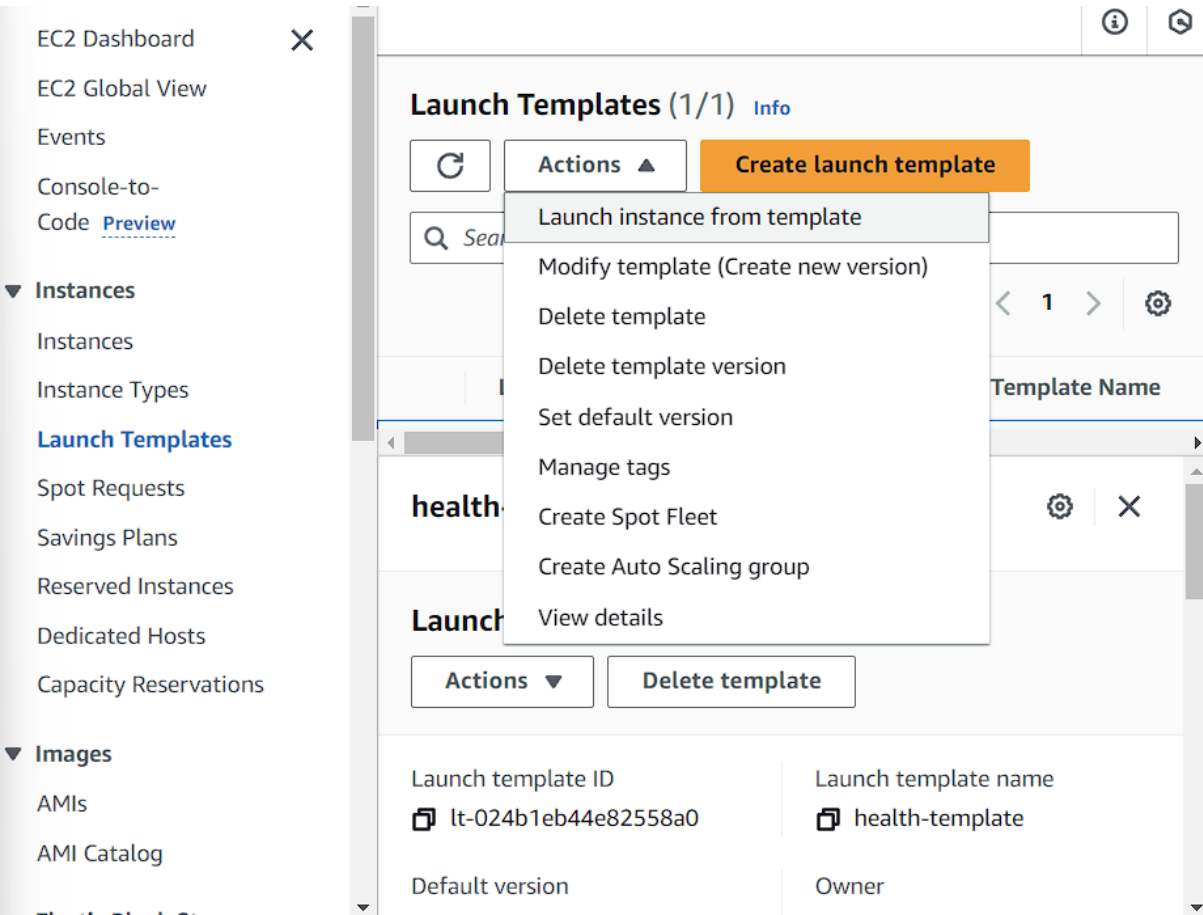 EC2 Dashboard
EC2 Global View
Events
Console-to-
Code Preview
Instances
Instances
Instance Types
Launch Templates
Spot Requests
Savings Plans
Reserved Instances
Dedicated Hosts
Capacity Reservations
Images
AMIs
AMI Catalog
Launch Templates (1/1) Info
Actions Create launch template
Launch instance from template
Modify template (Create new version)
Delete template
Delete template version
Set default version
Manage tags
Create Spot Fleet
Create Auto Scaling group
View details
1
Template Name
health-
Launch
Actions Delete template
Launch template ID
lt-024b1eb44e82558a0
Launch template name
health-template
Default version
Owner